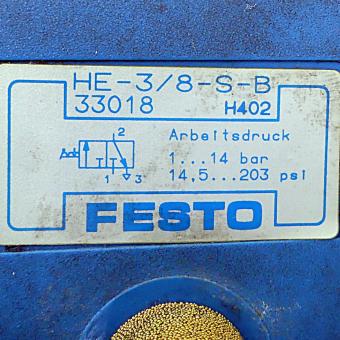 HE-3/8-S-B
33018 H402
2
Arbeitsdruck
1...14 bar
1 3
14,5...203 psi
FESTO